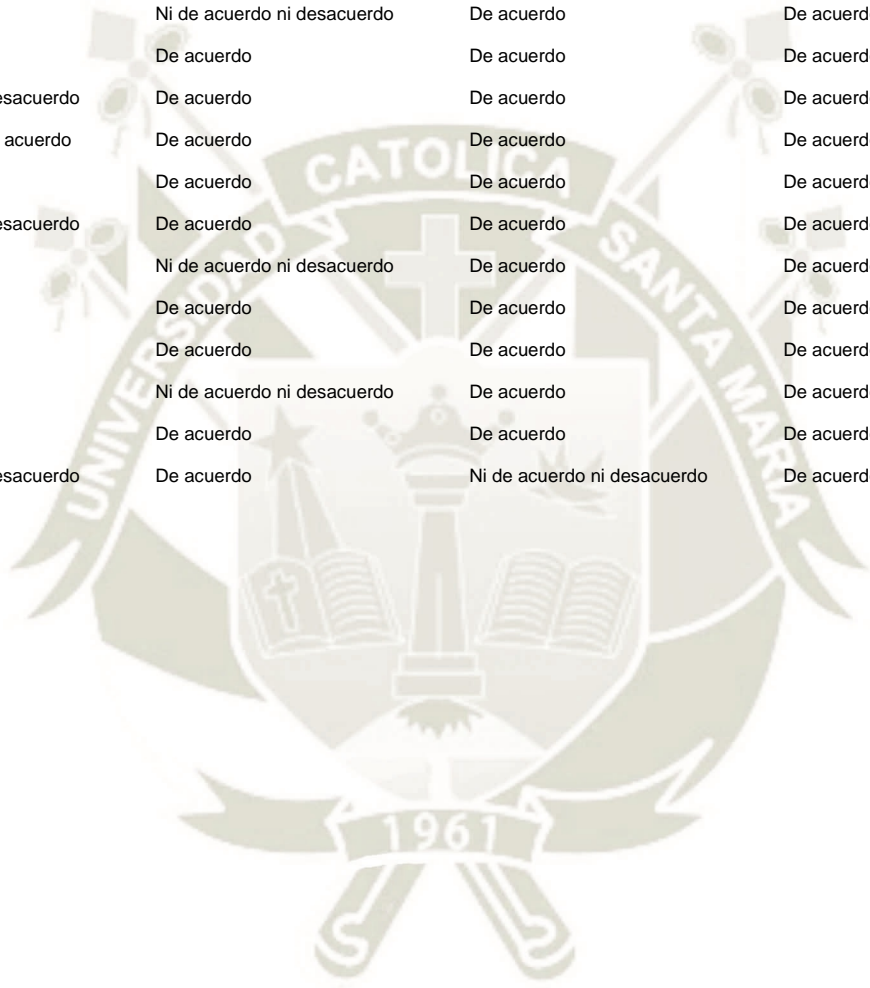 Ni de acuerdo ni desacuerdo De acuerdo De acuerd
De acuerdo De acuerdo De acuerd
esacuerdo De acuerdo De acuerdo De acuerd
acuerdo De acuerdo De acuerdo De acuerd
De acuerdo De acuerdo De acuerd
esacuerdo De acuerdo De acuerdo De acuerd
Ni de acuerdo ni desacuerdo De acuerdo De acuerd
De acuerdo De acuerdo De acuerd
De acuerdo De acuerdo De acuerd
Ni de acuerdo ni desacuerdo De acuerdo De acuerd
De acuerdo De acuerdo De acuerd
esacuerdo De acuerdo Ni de acuerdo ni desacuerdo De acuerd
UNIVERSIDAD CATOLICA SANTA MARIA
1961